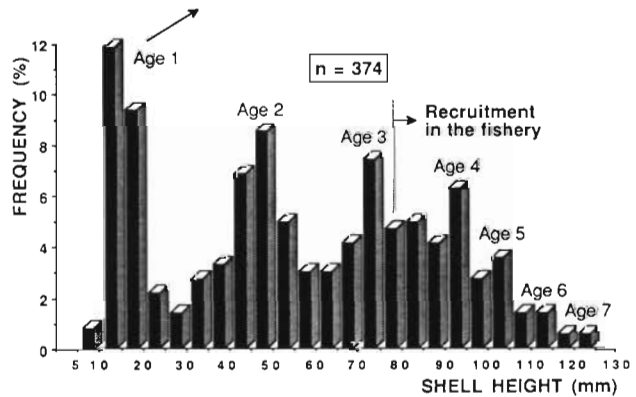 FREQUENCY (%)
12
10
8
6
4
2
0
Age 1
n = 374
Age 2
Age 3
Recruitment
in the fishery
Age 4
Age 5
Age 6
Age 7
5 10 20 30 40 50 60 70 80 90 100 110 120 130
SHELL HEIGHT (mm)